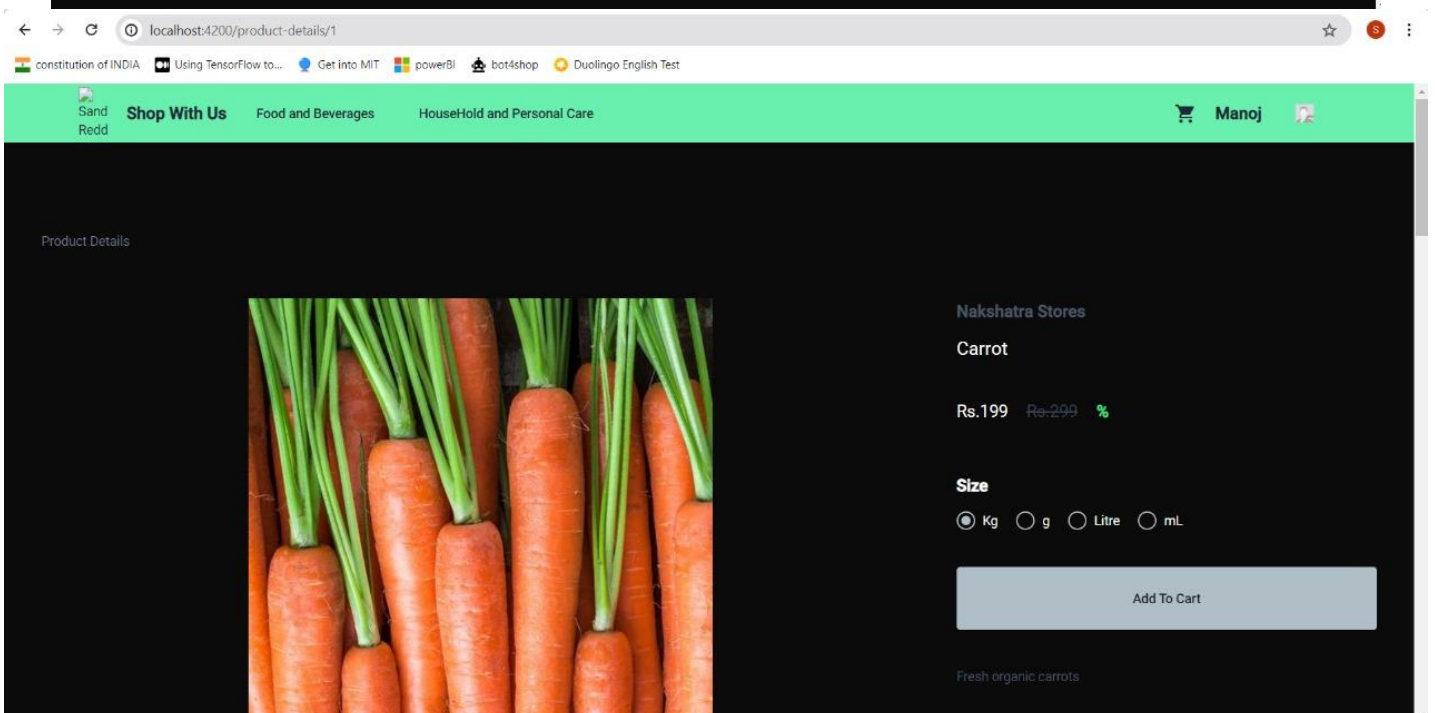 localhost:4200/product-details/1
S
constitution of INDIA Using TensorFlow to... Get into MIT powerBI bot4shop Duolingo English Test
Sand
Redd
Shop With Us Food and Beverages HouseHold and Personal Care Manoj
Product Details
Nakshatra Stores
Carrot
Rs.199 Rs.299 %
Size
Kg g Litre mL
Add To Cart
Fresh organic carrots